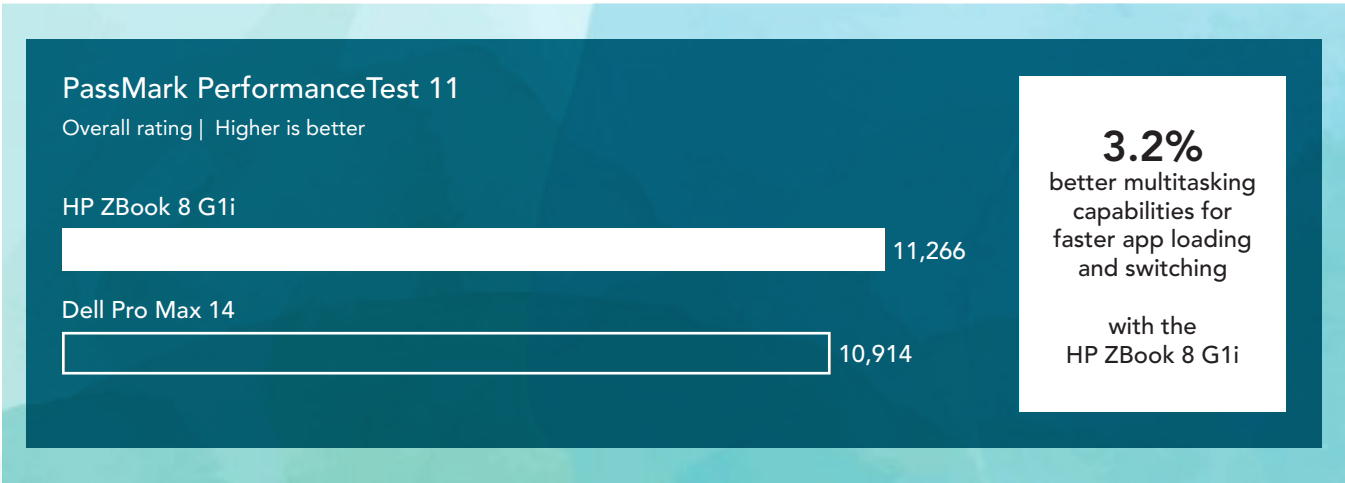 PassMark PerformanceTest 11
Overall rating | Higher is better
HP ZBook 8 G1i
11,266
Dell Pro Max 14
10,914
3.2%
better multitasking
capabilities for
faster app loading
and switching
with the
HP ZBook 8 G1i